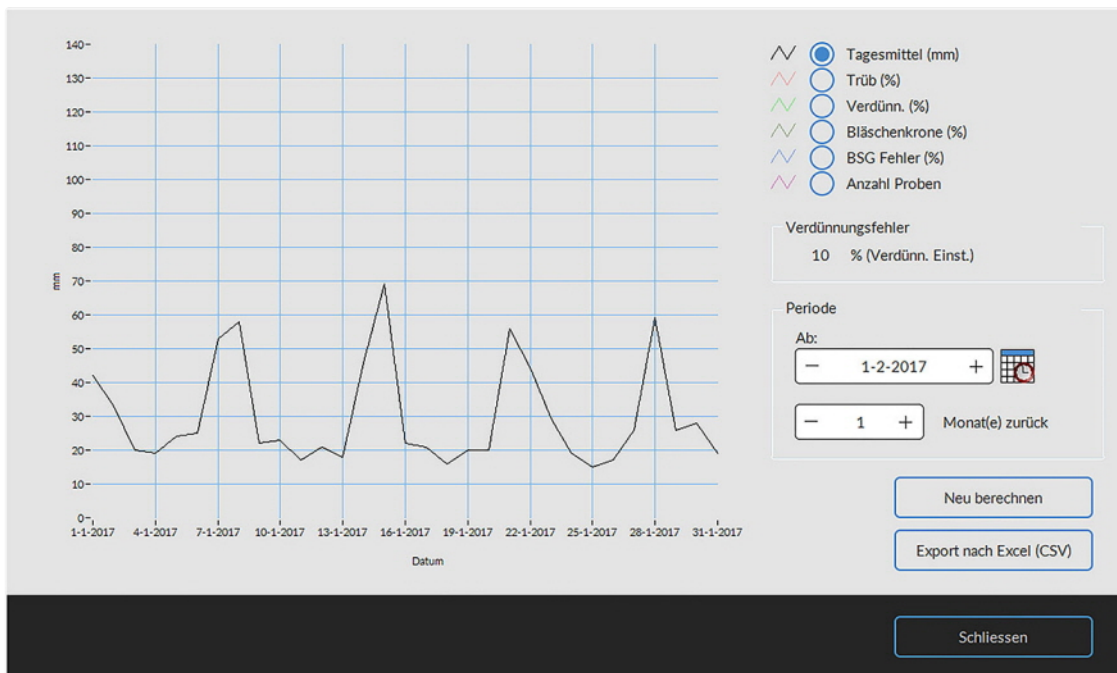 140
130
120
110
100
90
80
70
60
50
40
30
20
10
0
mm
1-1-2017 4-1-2017 7-1-2017 10-1-2017 13-1-2017 16-1-2017 19-1-2017 22-1-2017 25-1-2017 28-1-2017 31-1-2017
Datum
Tagesmittel (mm)
Trüb (%)
Verdünn. (%)
Bläschenkrone (%)
BSG Fehler (%)
Anzahl Proben
Verdünnungsfehler
10 % (Verdünn. Einst.)
Periode
Ab:
− 1-2-2017 +
− 1 + Monat(e) zurück
Neu berechnen
Export nach Excel (CSV)
Schliessen